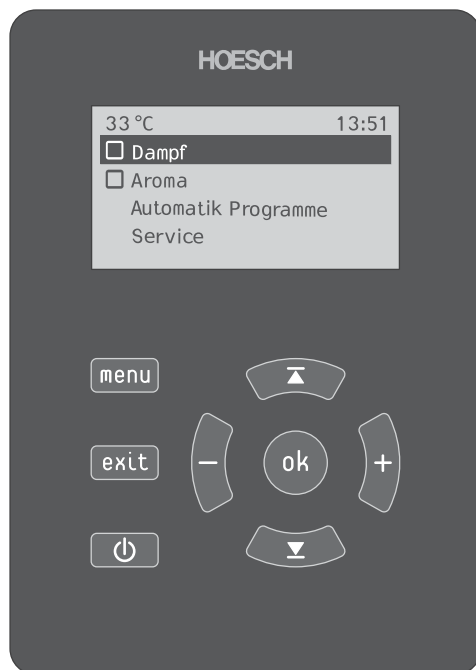 HOESCH
33 °C 13:51
Dampf
Aroma
Automatik Programme
Service
menu
exit
ok